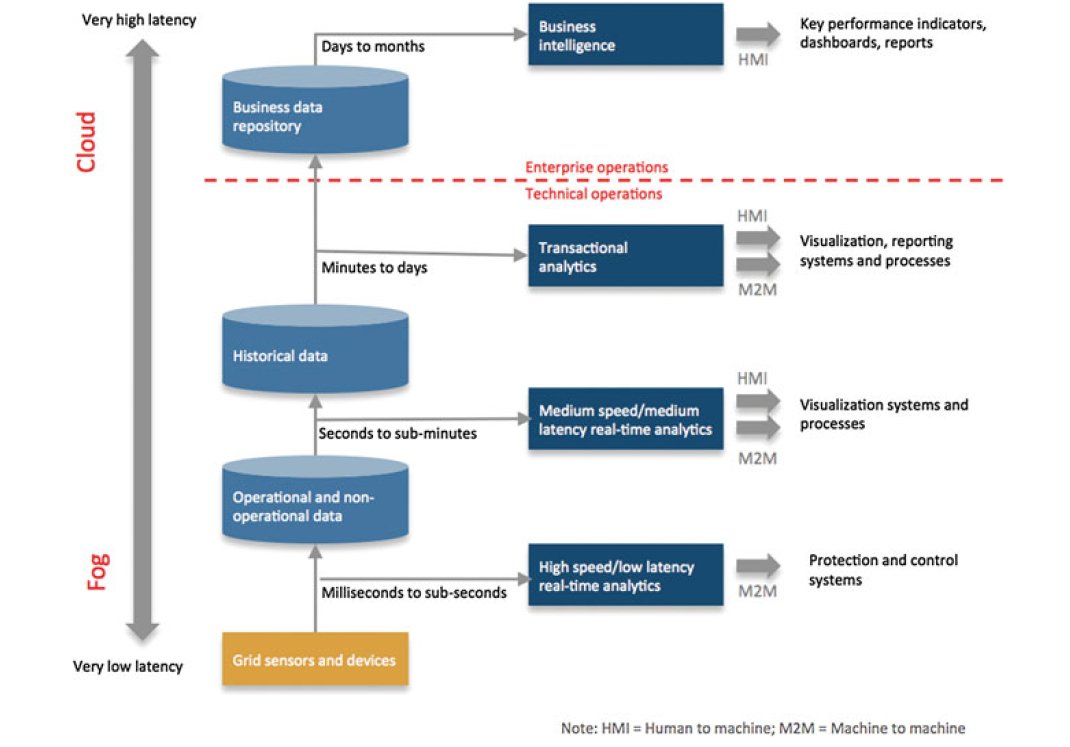 Very high latency
Days to months
Business
intelligence
HMI
Key performance indicators,
dashboards, reports
Business data
repository
Cloud
Enterprise operations
Technical operations
Minutes to days
Transactional
analytics
HMI
M2M
Visualization, reporting
systems and processes
Historical data
Seconds to sub-minutes
Medium speed/medium
latency real-time analytics
HMI
M2M
Visualization systems and
processes
Operational and non-
operational data
Fog
Milliseconds to sub-seconds
High speed/low latency
real-time analytics
M2M
Protection and control
systems
Grid sensors and devices
Very low latency
Note: HMI = Human to machine; M2M = Machine to machine